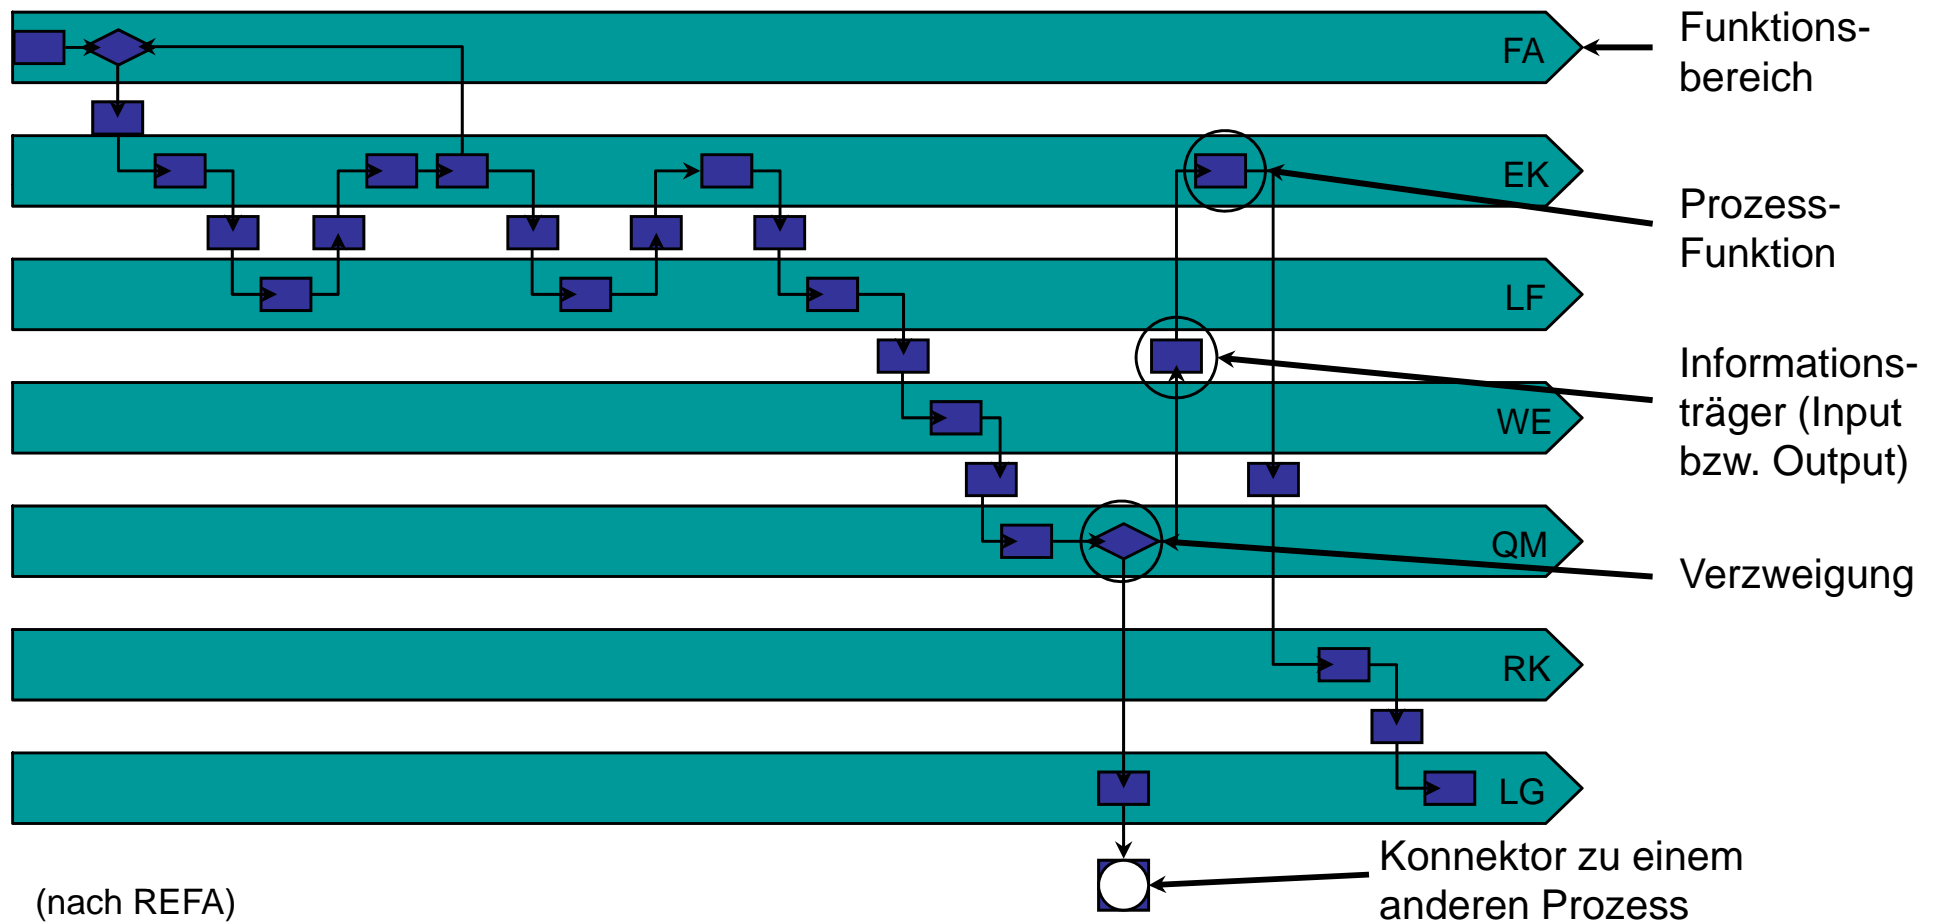 FA
Funktions-
bereich
EK
Prozess-
Funktion
LF
Informations-
träger (Input
bzw. Output)
WE
QM
Verzweigung
RK
LG
Konnektor zu einem
anderen Prozess
(nach REFA)